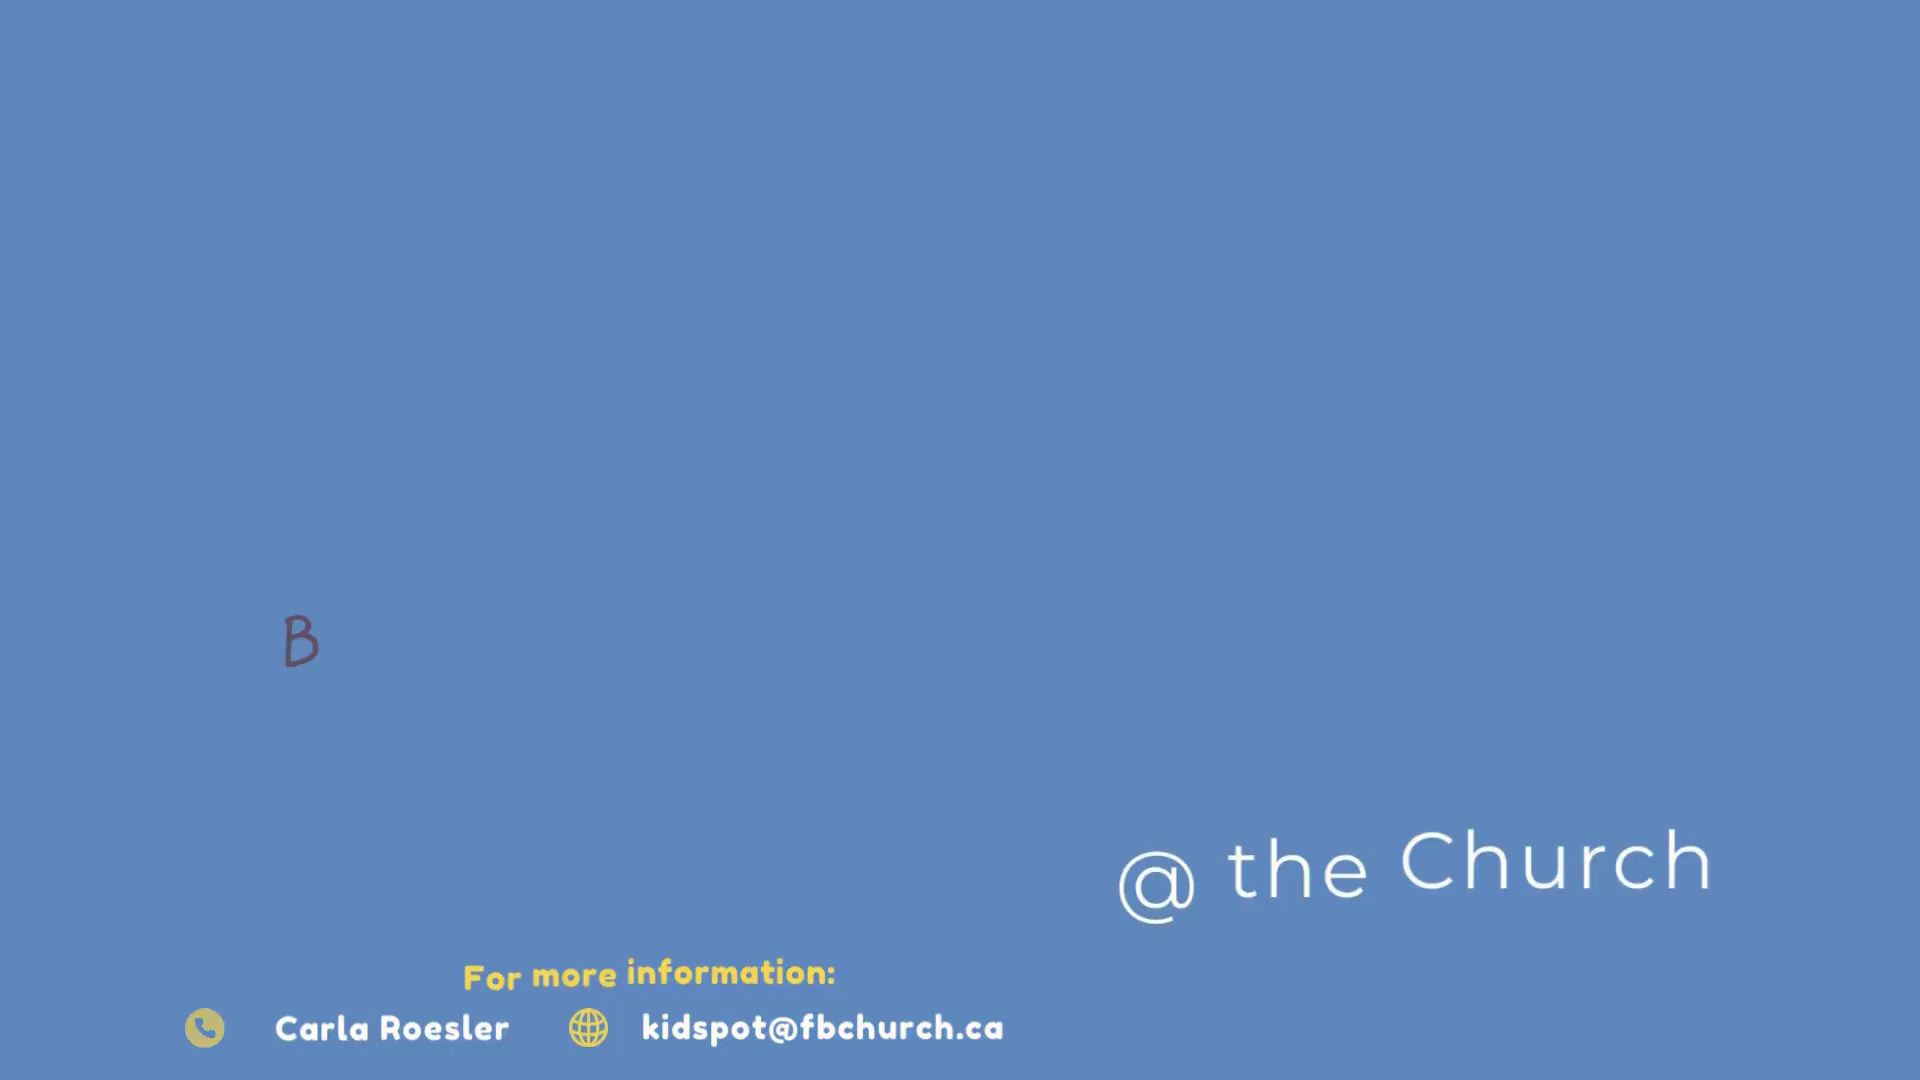 B
@ the Church
For more information:
Carla Roesler kidspot@fbchurch.ca